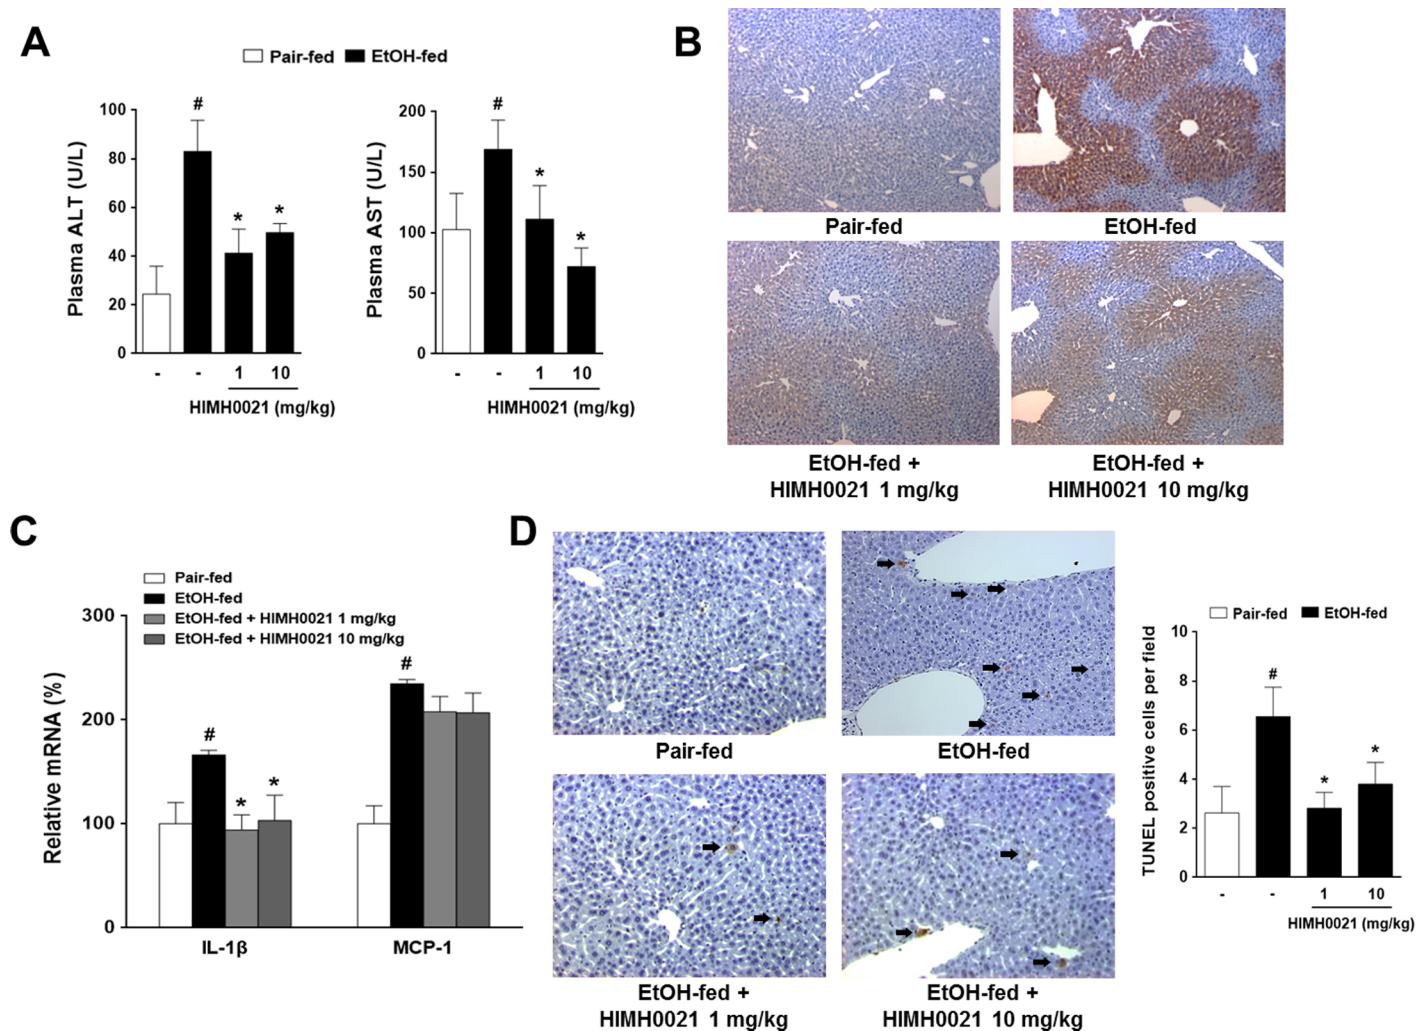 A
Pair-fed EtOH-fed
Plasma ALT (U/L)
100
80
60
40
20
0
#
*
*
- - 1 10
HIMH0021 (mg/kg)
Plasma AST (U/L)
200
150
100
50
0
#
*
*
- - 1 10
HIMH0021 (mg/kg)
B
Pair-fed
EtOH-fed
EtOH-fed +
HIMH0021 1 mg/kg
EtOH-fed +
HIMH0021 10 mg/kg
C
Pair-fed
EtOH-fed
EtOH-fed + HIMH0021 1 mg/kg
EtOH-fed + HIMH0021 10 mg/kg
Relative mRNA (%)
300
200
100
0
#
*
*
#
IL-1β
MCP-1
D
Pair-fed
EtOH-fed
EtOH-fed +
HIMH0021 1 mg/kg
EtOH-fed +
HIMH0021 10 mg/kg
Pair-fed EtOH-fed
TUNEL positive cells per field
10
8
6
4
2
0
#
*
*
- - 1 10
HIMH0021 (mg/kg)